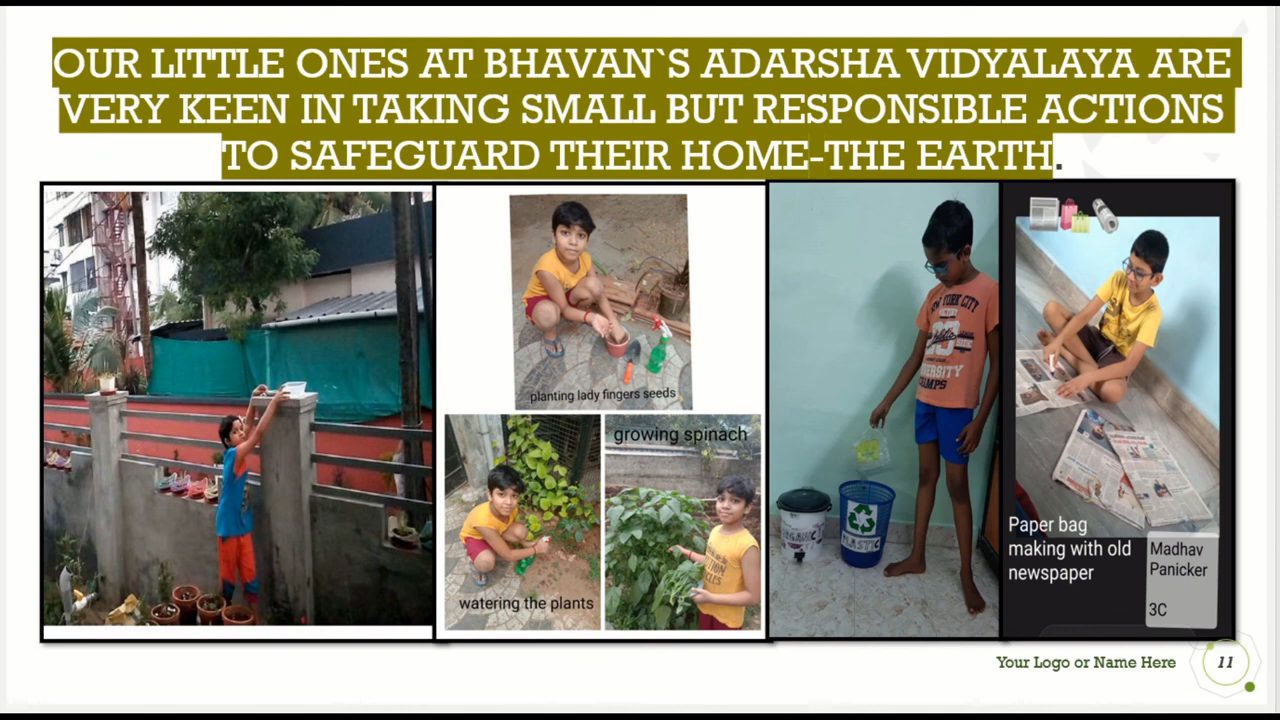 OUR LITTLE ONES AT BHAVAN`S ADARSHA VIDYALAYA ARE
VERY KEEN IN TAKING SMALL BUT RESPONSIBLE ACTIONS
TO SAFEGUARD THEIR HOME-THE EARTH.
planting lady fingers seeds
growing spinach
watering the plants
ORGANIC
PLASTIC
Paper bag
making with old
newspaper
Madhav
Panicker
3C
Your Logo or Name Here
11